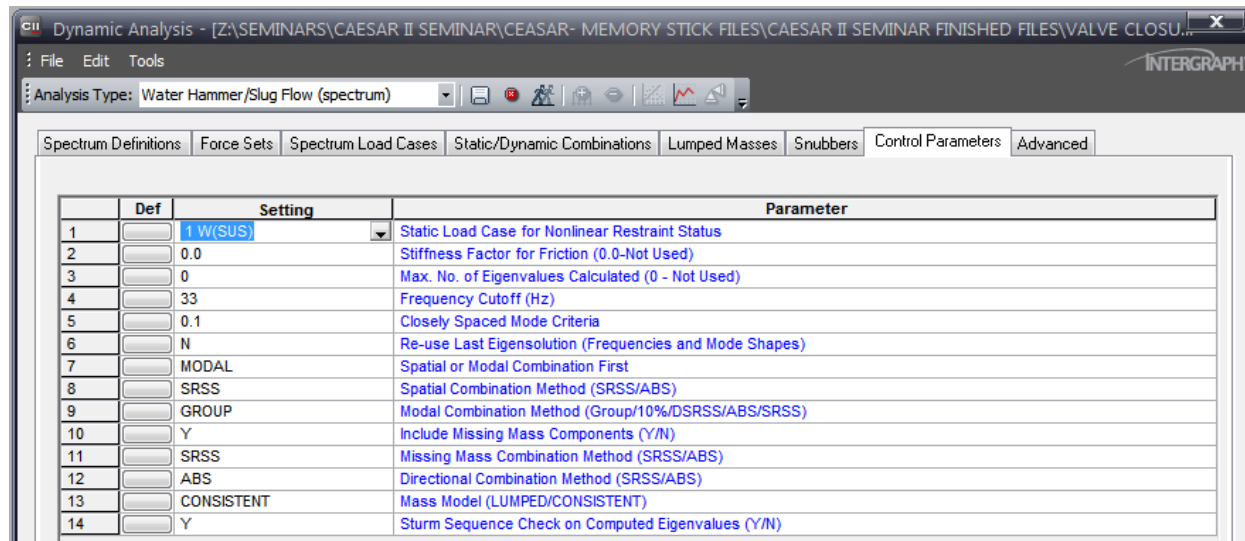 CII Dynamic Analysis - [Z:\SEMINARS\CAESAR II SEMINAR\CEASAR- MEMORY STICK FILES\CAESAR II SEMINAR FINISHED FILES\VALVE CLOSU... X
File Edit Tools INTERGRAPH
Analysis Type: Water Hammer/Slug Flow (spectrum)
Spectrum Definitions Force Sets Spectrum Load Cases Static/Dynamic Combinations Lumped Masses Snubbers Control Parameters Advanced
Def Setting Parameter
1 1 W(SUS) Static Load Case for Nonlinear Restraint Status
2 0.0 Stiffness Factor for Friction (0.0-Not Used)
3 0 Max. No. of Eigenvalues Calculated (0 - Not Used)
4 33 Frequency Cutoff (Hz)
5 0.1 Closely Spaced Mode Criteria
6 N Re-use Last Eigensolution (Frequencies and Mode Shapes)
7 MODAL Spatial or Modal Combination First
8 SRSS Spatial Combination Method (SRSS/ABS)
9 GROUP Modal Combination Method (Group/10%/DSRSS/ABS/SRSS)
10 Y Include Missing Mass Components (Y/N)
11 SRSS Missing Mass Combination Method (SRSS/ABS)
12 ABS Directional Combination Method (SRSS/ABS)
13 CONSISTENT Mass Model (LUMPED/CONSISTENT)
14 Y Sturm Sequence Check on Computed Eigenvalues (Y/N)